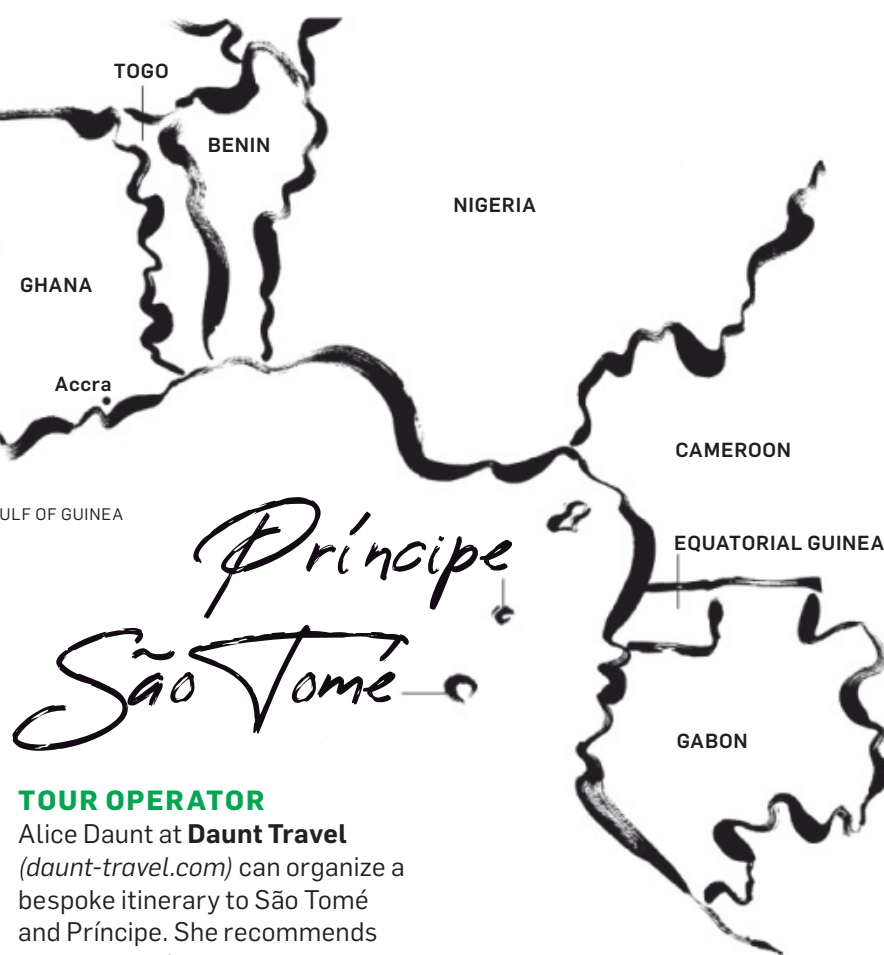 TOGO
BENIN
NIGERIA
GHANA
Accra
CAMEROON
ULF OF GUINEA
EQUATORIAL GUINEA
Príncipe
São Tomé
GABON
TOUR OPERATOR
Alice Daunt at Daunt Travel
(daunt-travel.com) can organize a
bespoke itinerary to São Tomé
and Príncipe. She recommends